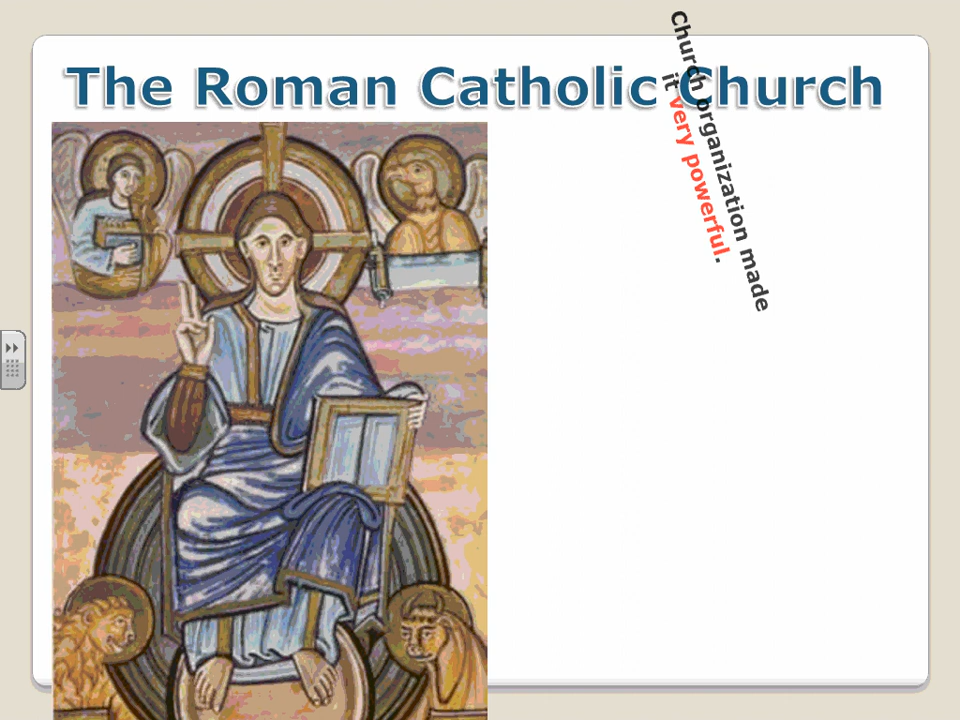 The Roman Catholic Church
Church organization made
it very powerful.